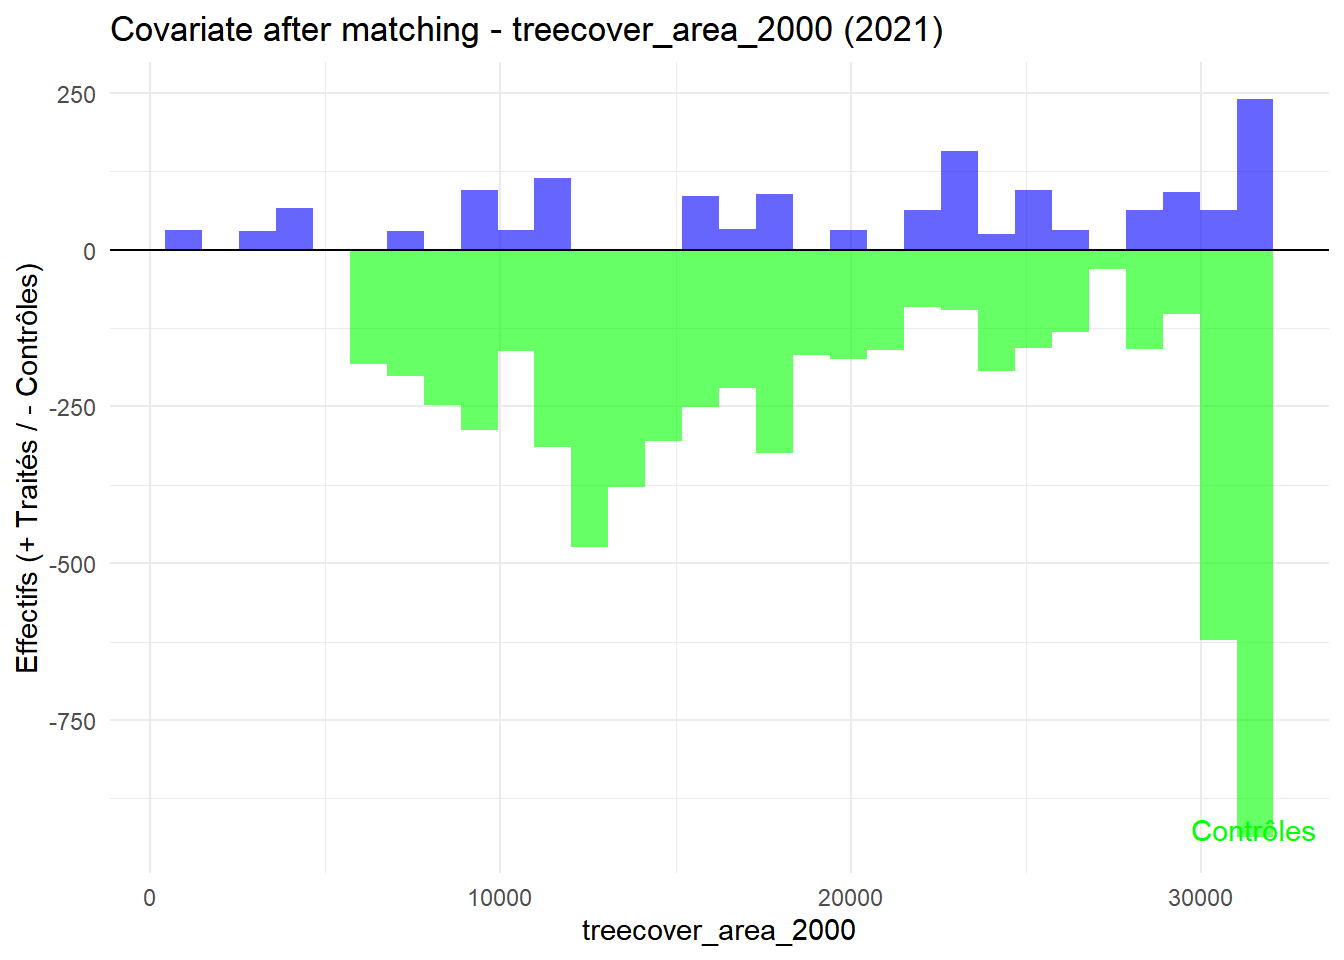 Covariate after matching - treecover_area_2000 (2021)
Effectifs (+ Traités / - Contrôles)
250
0
-250
-500
-750
Contrôles
0 10000 20000 30000
treecover_area_2000